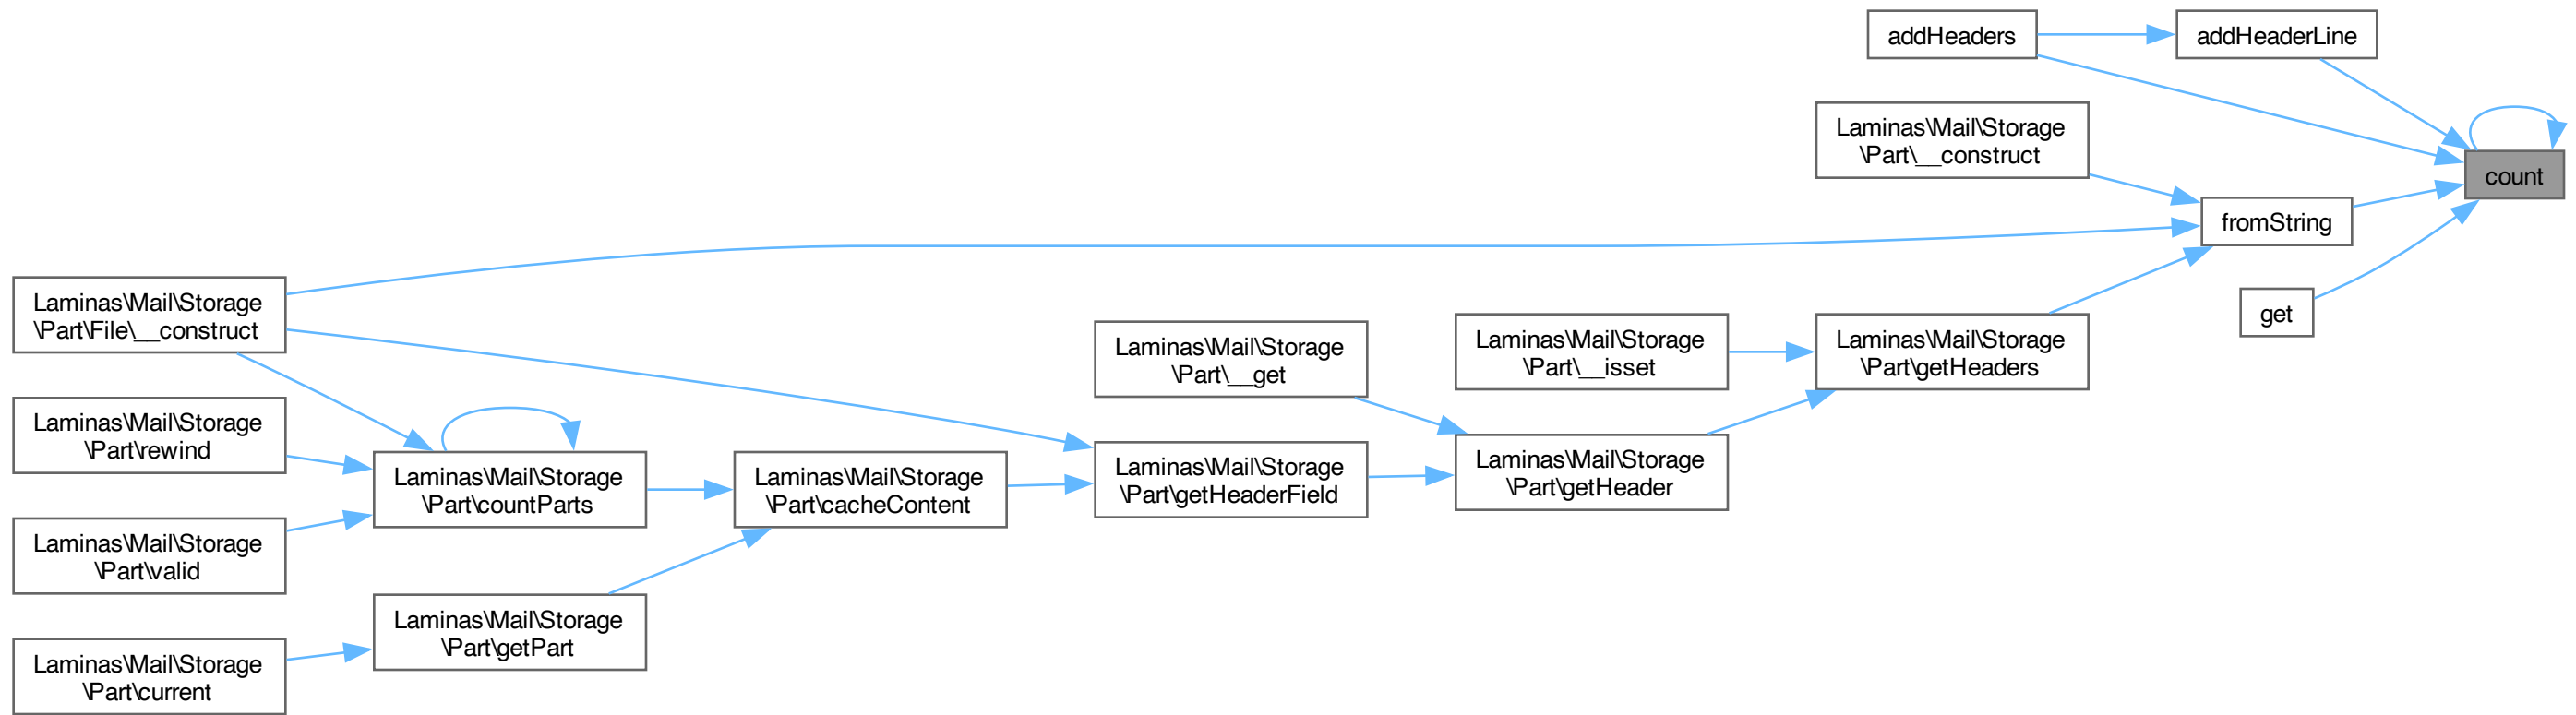 addHeaders
addHeaderLine
Laminas\Mail\Storage
\Part\__construct
count
fromString
Laminas\Mail\Storage
\Part\File\__construct
get
Laminas\Mail\Storage
\Part\__get
Laminas\Mail\Storage
\Part\__isset
Laminas\Mail\Storage
\Part\getHeaders
Laminas\Mail\Storage
\Part\rewind
Laminas\Mail\Storage
\Part\countParts
Laminas\Mail\Storage
\Part\cacheContent
Laminas\Mail\Storage
\Part\getHeaderField
Laminas\Mail\Storage
\Part\getHeader
Laminas\Mail\Storage
\Part\valid
Laminas\Mail\Storage
\Part\getPart
Laminas\Mail\Storage
\Part\current